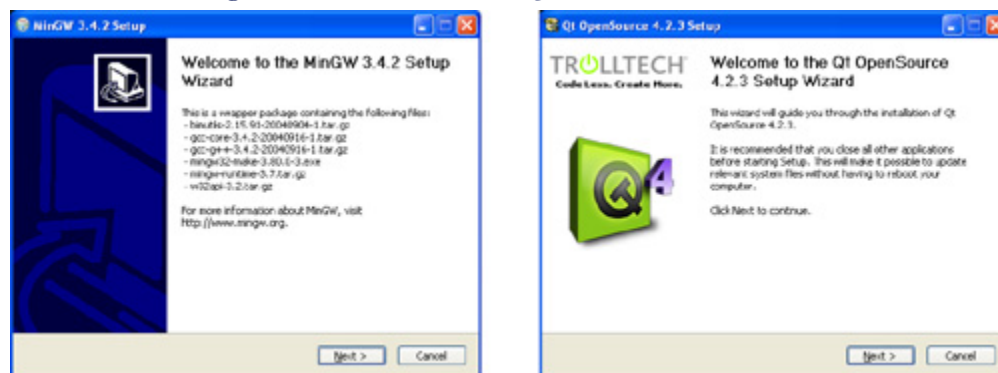 MinGW 3.4.2 Setup
Welcome to the MinGW 3.4.2 Setup
Wizard
This is a wrapper package containing the following files:
- binutils-2.15.91-20040904-1.tar.gz
- gcc-core-3.4.2-20040916-1.tar.gz
- gcc-g++-3.4.2-20040916-1.tar.gz
- mingw32-make-3.80.0-3.exe
- mingw-runtime-3.7.tar.gz
- w32api-3.2.tar.gz
For more information about MinGW, visit
http://www.mingw.org.
Next >
Cancel
Qt OpenSource 4.2.3 Setup
TROLLTECH
Code Less. Create More.
Q4
Welcome to the Qt OpenSource
4.2.3 Setup Wizard
This wizard will guide you through the installation of Qt
OpenSource 4.2.3.
It is recommended that you close all other applications
before starting Setup. This will make it possible to update
relevant system files without having to reboot your
computer.
Click Next to continue.
Next >
Cancel